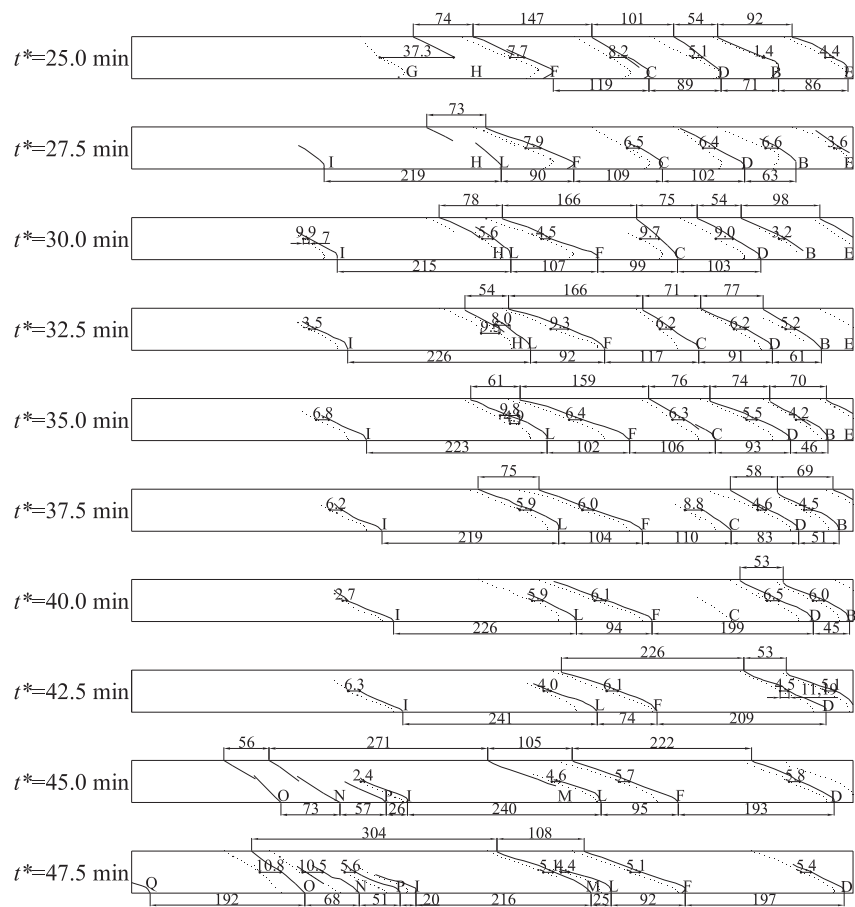 74 147 101 54 92
t*=25.0 min 37.3 7.7 8.2 5.1 1.4 4.4
G H F C D B E
119 89 71 86
73
t*=27.5 min 7.9 6.5 6.4 6.6 3.6
I H L F C D B E
219 90 109 102 63
78 166 75 54 98
t*=30.0 min 9.9 5.6 4.5 9.7 9.0 3.2
I H L F C D B E
215 107 99 103
54 166 71 77
t*=32.5 min 3.5 8.0 9.3 6.2 6.2 5.2
I H L F C D B E
226 92 117 91 61
61 159 76 74 70
t*=35.0 min 6.8 9.8 6.4 6.3 5.5 4.2
I L F C D B E
223 102 106 93 46
75 58 69
t*=37.5 min 6.2 5.9 6.0 8.8 4.6 4.5
I L F C D B
219 104 110 83 51
53
t*=40.0 min 2.7 5.9 6.1 6.5 6.0
I L F C D B
226 94 199 45
226 53
t*=42.5 min 6.3 4.0 6.1 4.5 5.1
I L F D
241 74 209
56 271 105 222
t*=45.0 min 2.4 4.6 5.7 5.8
O N P I M L F D
73 57 26 240 95 193
304 108
t*=47.5 min 10.8 10.5 5.6 5.1 4.4 5.1 5.4
Q O N P I M L F D
192 68 51 20 216 25 92 197